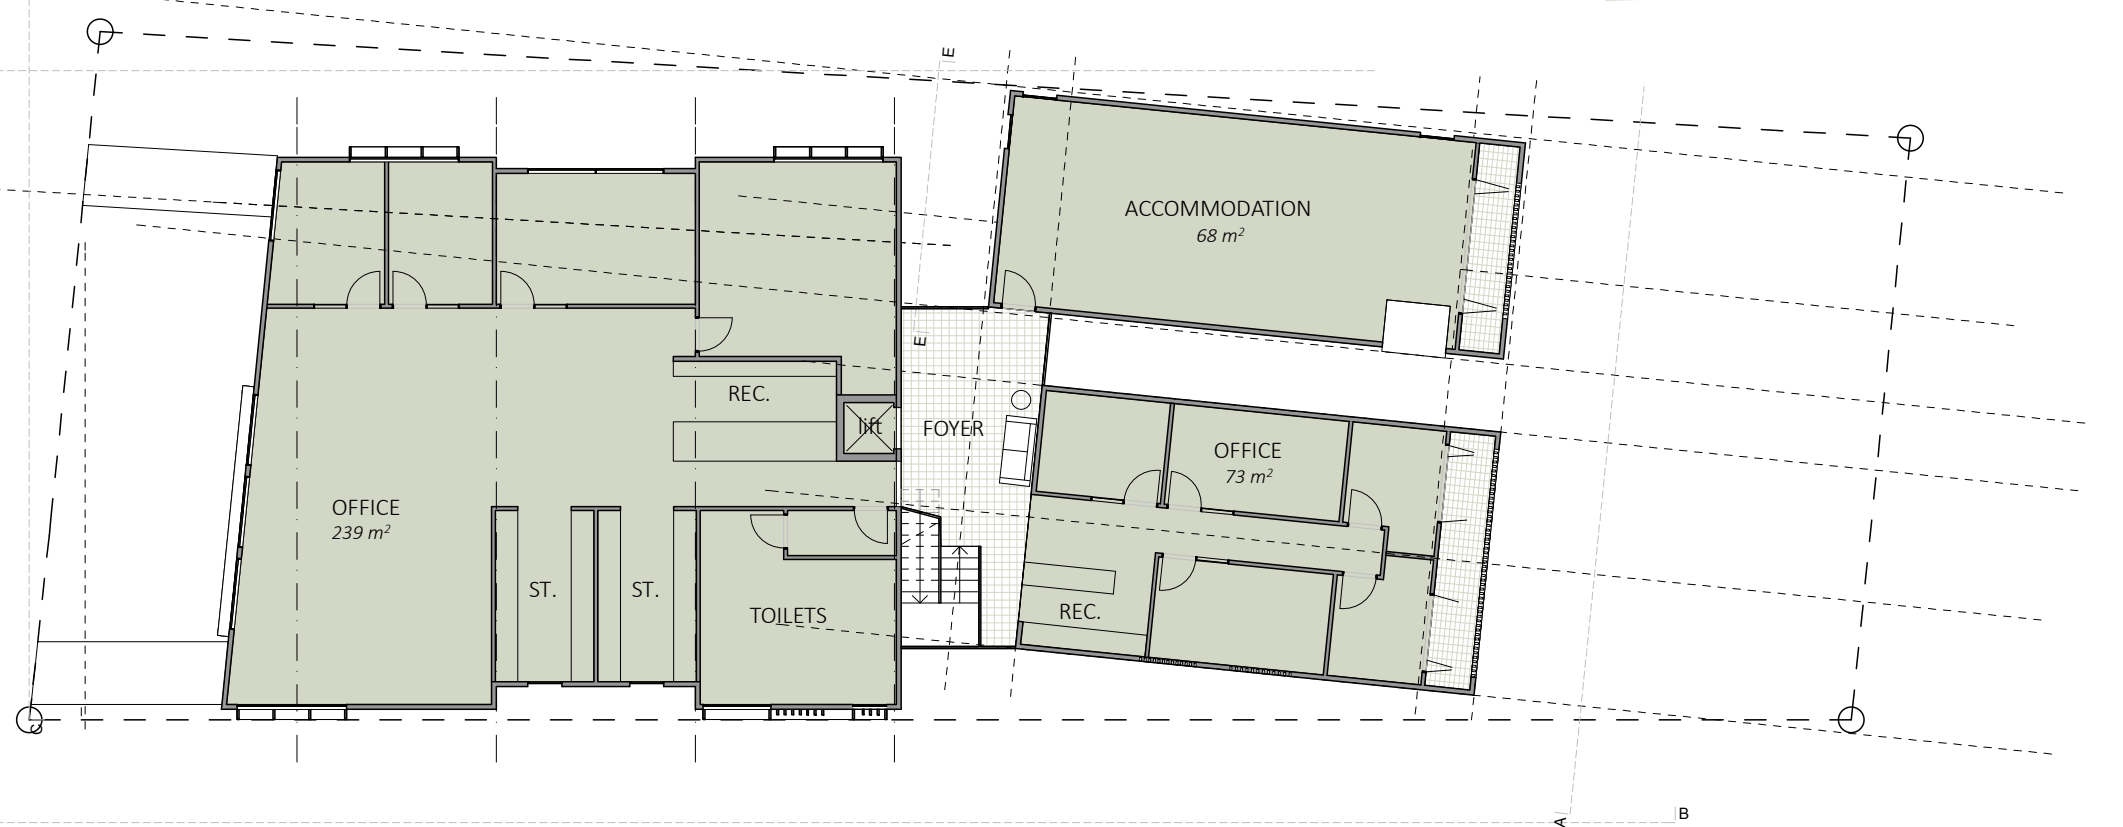 E
ACCOMMODATION
68 m²
E
REC.
lift
FOYER
OFFICE
73 m²
OFFICE
239 m²
ST.
ST.
TOILETS
REC.
A
B